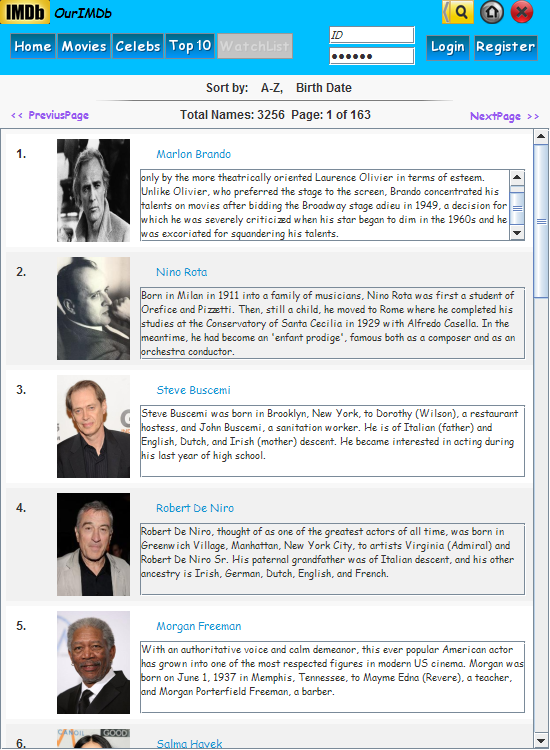 IMDb OurIMDb
Home Movies Celebs Top 10 WatchList
ID
●●●●●●
Login Register
Sort by: A-Z, Birth Date
<< PreviusPage Total Names: 3256 Page: 1 of 163 NextPage >>
1. Marlon Brando
only by the more theatrically oriented Laurence Olivier in terms of esteem.
Unlike Olivier, who preferred the stage to the screen, Brando concentrated his
talents on movies after bidding the Broadway stage adieu in 1949, a decision for
which he was severely criticized when his star began to dim in the 1960s and he
was excoriated for squandering his talents.
2. Nino Rota
Born in Milan in 1911 into a family of musicians, Nino Rota was first a student of
Orefice and Pizzetti. Then, still a child, he moved to Rome where he completed his
studies at the Conservatory of Santa Cecilia in 1929 with Alfredo Casella. In the
meantime, he had become an 'enfant prodige', famous both as a composer and as an
orchestra conductor.
3. Steve Buscemi
Steve Buscemi was born in Brooklyn, New York, to Dorothy (Wilson), a restaurant
hostess, and John Buscemi, a sanitation worker. He is of Italian (father) and
English, Dutch, and Irish (mother) descent. He became interested in acting during
his last year of high school.
4. Robert De Niro
Robert De Niro, thought of as one of the greatest actors of all time, was born in
Greenwich Village, Manhattan, New York City, to artists Virginia (Admiral) and
Robert De Niro Sr. His paternal grandfather was of Italian descent, and his other
ancestry is Irish, German, Dutch, English, and French.
5. Morgan Freeman
With an authoritative voice and calm demeanor, this ever popular American actor
has grown into one of the most respected figures in modern US cinema. Morgan was
born on June 1, 1937 in Memphis, Tennessee, to Mayme Edna (Revere), a teacher,
and Morgan Porterfield Freeman, a barber.
6. Salma Hayek
GOOD